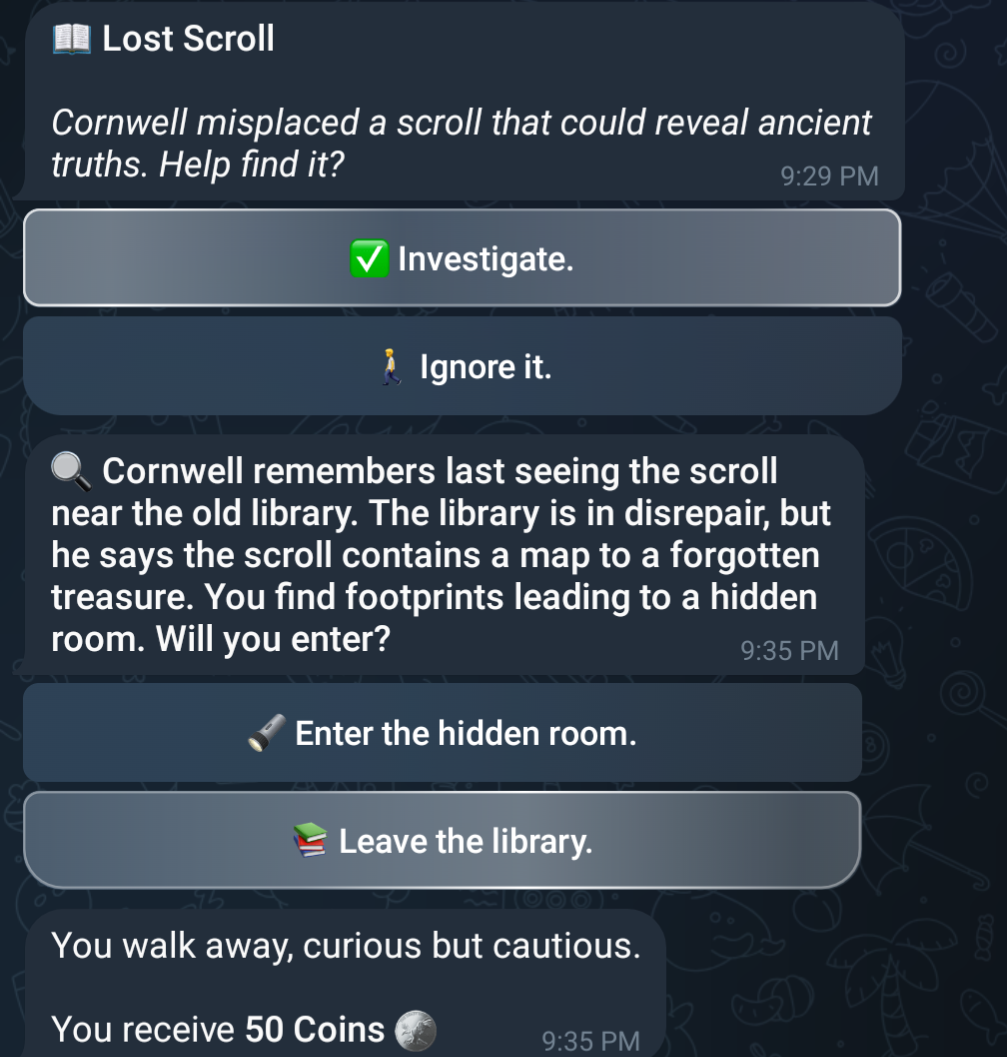 📖 Lost Scroll
Cornwell misplaced a scroll that could reveal ancient
truths. Help find it?
9:29 PM
✅ Investigate.
🚶 Ignore it.
🔍 Cornwell remembers last seeing the scroll
near the old library. The library is in disrepair, but
he says the scroll contains a map to a forgotten
treasure. You find footprints leading to a hidden
room. Will you enter?
9:35 PM
🔦 Enter the hidden room.
📚 Leave the library.
You walk away, curious but cautious.
You receive 50 Coins 🪙
9:35 PM